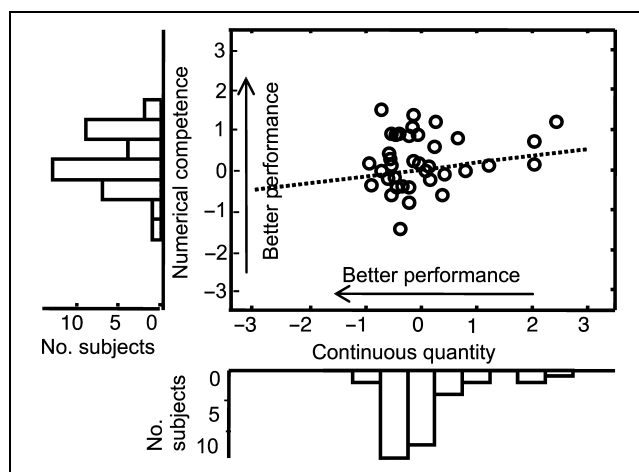 Numerical competence
3
2
1
0
−1
−2
−3
Better performance
Better performance
−3 −2 −1 0 1 2 3
Continuous quantity
10 5 0
No. subjects
No.
subjects
0
5
10